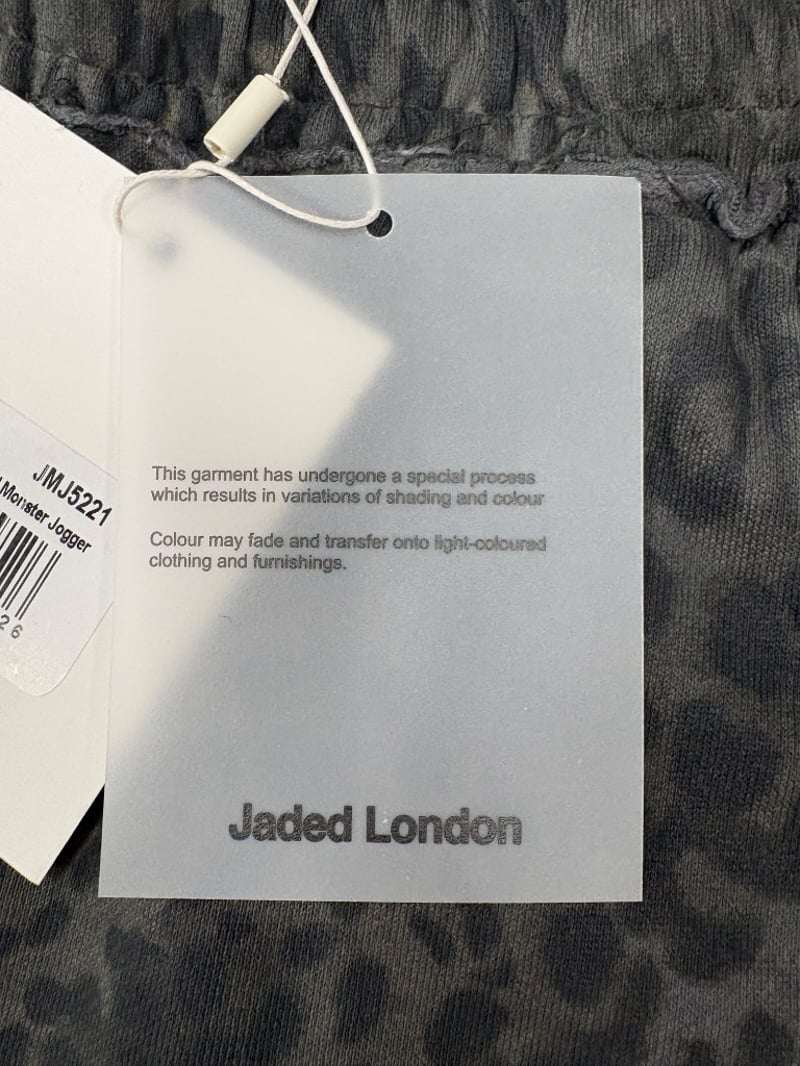 JMJ5221
Monster Jogger
26
This garment has undergone a special process
which results in variations of shading and colour
Colour may fade and transfer onto light-coloured
clothing and furnishings.
Jaded London